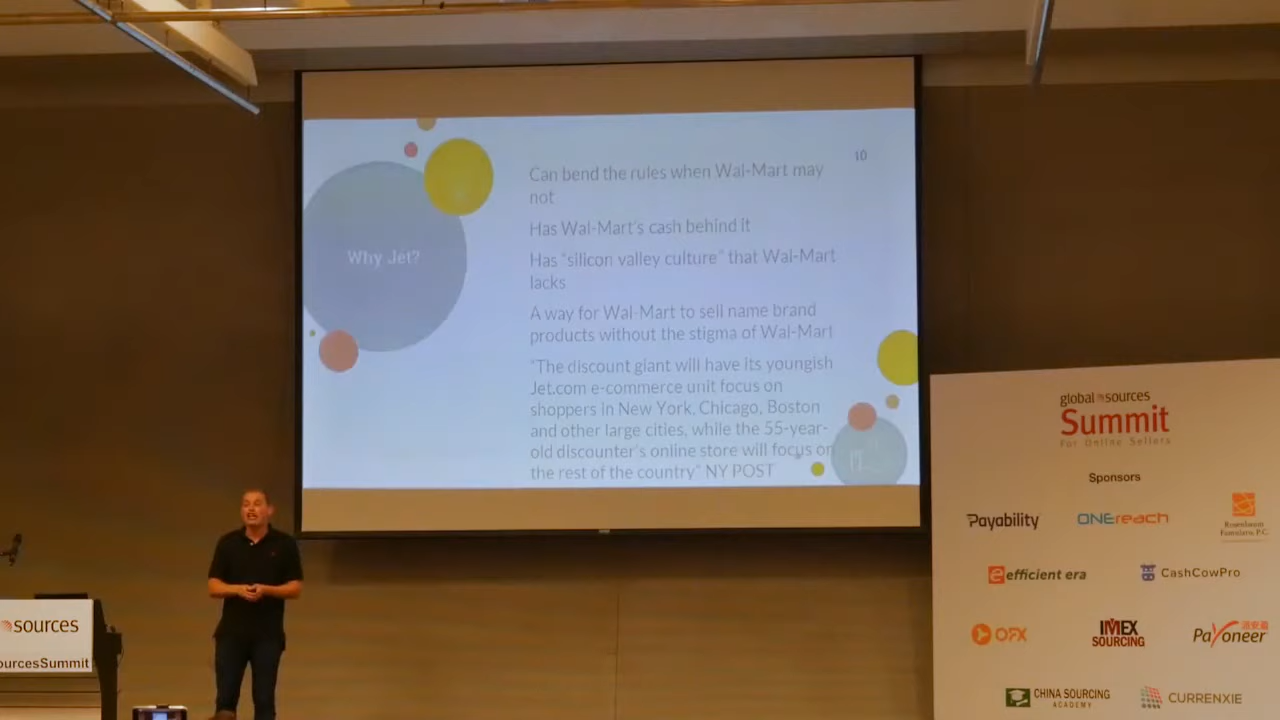 10
Why Jet?
Can bend the rules when Wal-Mart may
not
Has Wal-Mart's cash behind it
Has "silicon valley culture" that Wal-Mart
lacks
A way for Wal-Mart to sell name brand
products without the stigma of Wal-Mart
"The discount giant will have its youngish
Jet.com e-commerce unit focus on
shoppers in New York, Chicago, Boston
and other large cities, while the 55-year-
old discounter's online store will focus on
the rest of the country" NY POST
global sources
Summit
For Online Sellers
Sponsors
Payability
ONEreach
Rosenbaum
Famularo, P.C.
efficient era
CashCowPro
OFX
IMEX
SOURCING
Payoneer
CHINA SOURCING
ACADEMY
CURRENXIE
sources
ourcesSummit